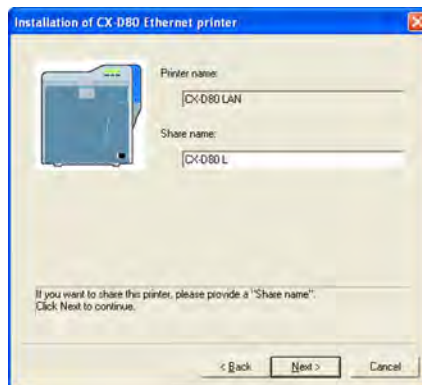 Installation of CX-D80 Ethernet printer
Printer name:
CX-D80 LAN
Share name:
CX-D80 L
If you want to share this printer, please provide a "Share name".
Click Next to continue.
< Back
Next >
Cancel